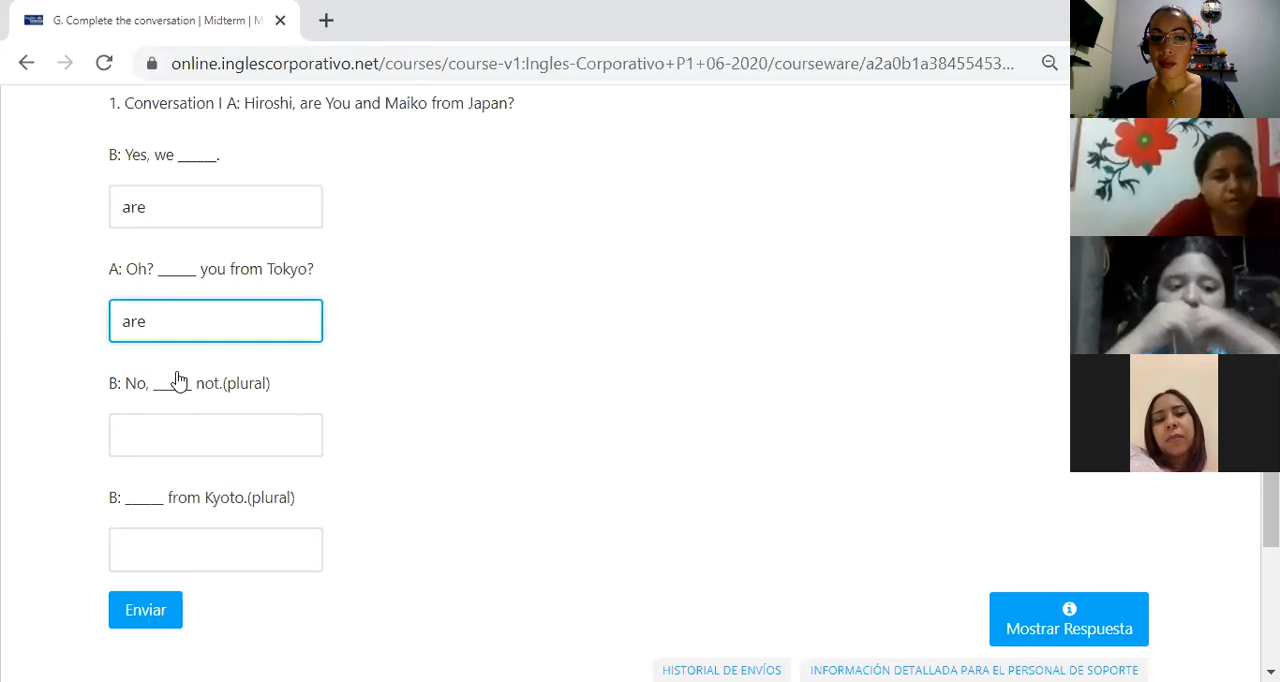 G. Complete the conversation | Midterm | M
online.inglescorporativo.net/courses/course-v1:Ingles-Corporativo+P1+06-2020/courseware/a2a0b1a38455453...
1. Conversation I A: Hiroshi, are You and Maiko from Japan?
B: Yes, we _____.
are
A: Oh? _____ you from Tokyo?
are
B: No, _____ not.(plural)
B: _____ from Kyoto.(plural)
Enviar
Mostrar Respuesta
HISTORIAL DE ENVÍOS
INFORMACIÓN DETALLADA PARA EL PERSONAL DE SOPORTE